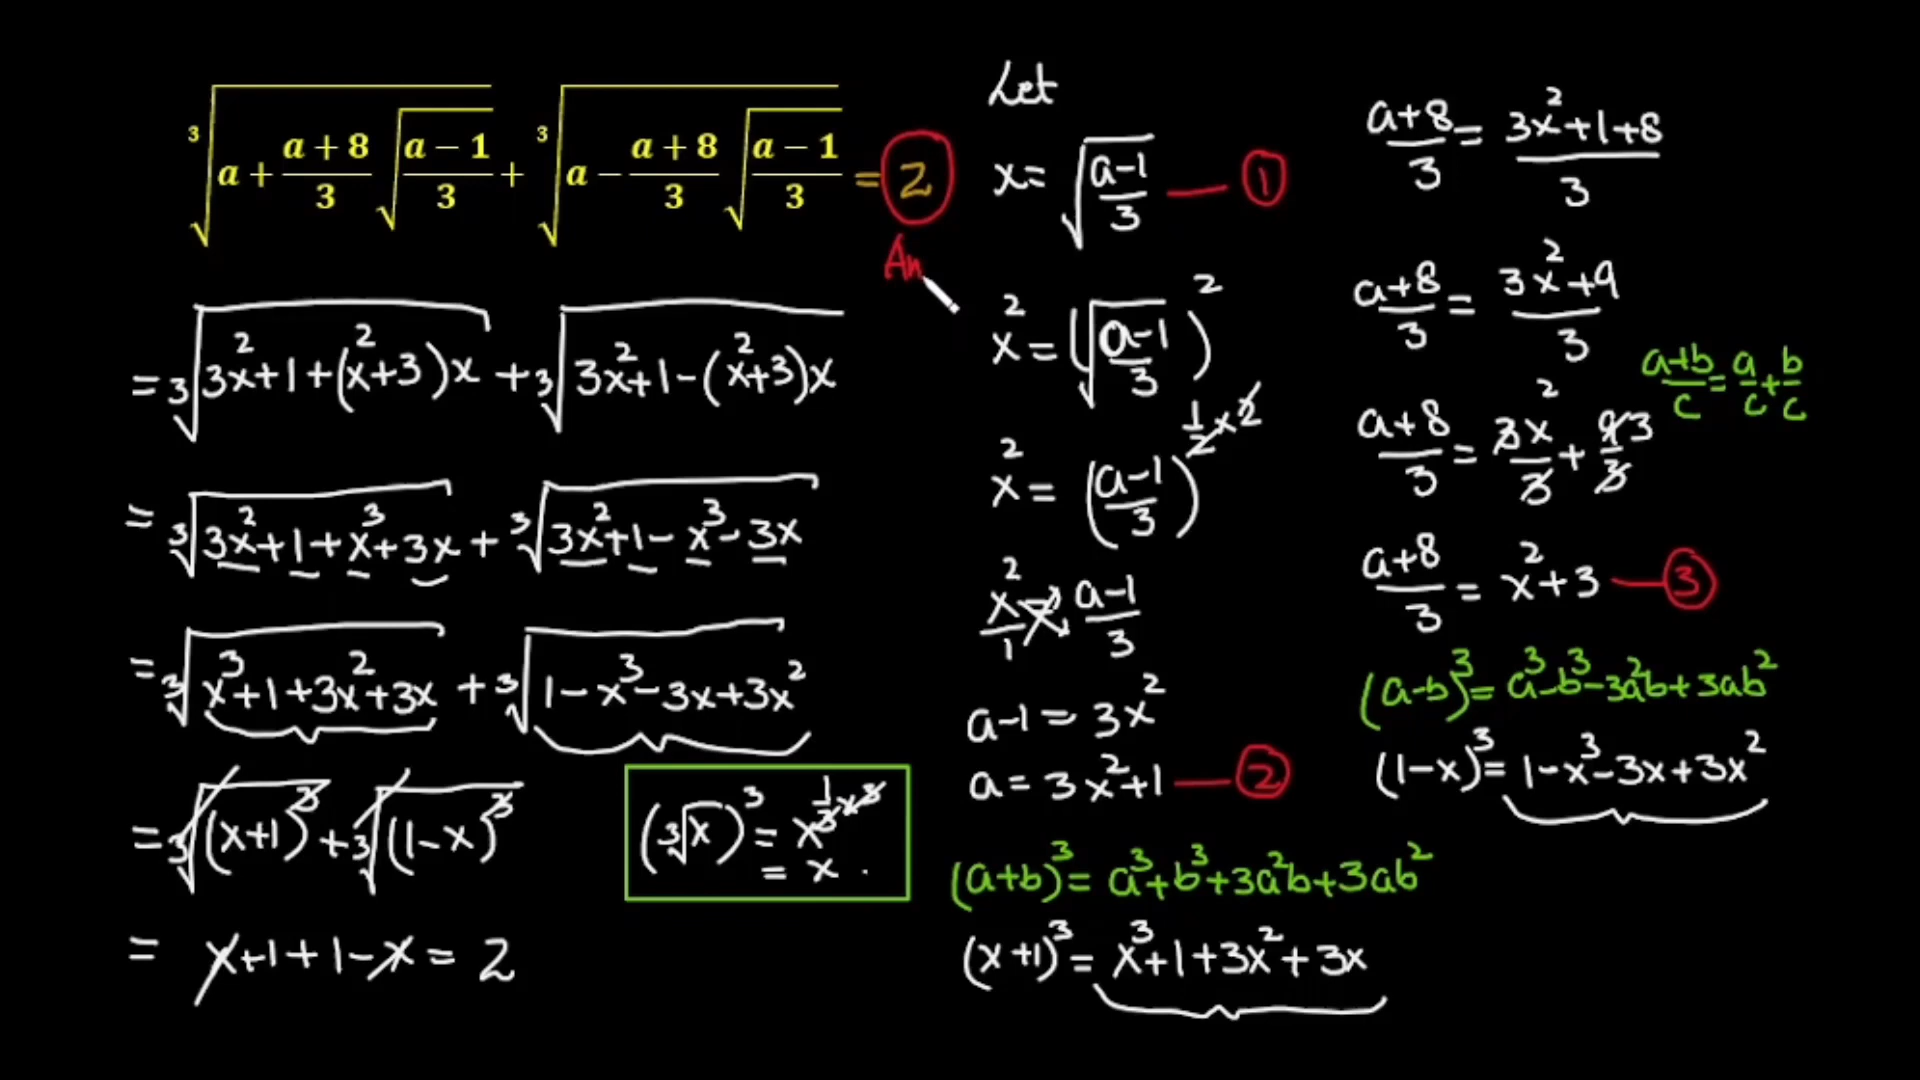 ∛(a + (a + 8)/3 √((a − 1)/3)) + ∛(a − (a + 8)/3 √((a − 1)/3)) = 2
An
= ∛(3x²+1+(x²+3)x) + ∛(3x²+1-(x²+3)x)
= ∛(3x²+1+x³+3x) + ∛(3x²+1-x³-3x)
= ∛(x³+1+3x²+3x) + ∛(1-x³-3x+3x²)
= ∛(x+1)³ + ∛(1-x)³
(∛x)³ = x^(1/3 x 3)
= x .
= x+1+1-x = 2
Let
x = √((a-1)/3) — 1
x² = (√((a-1)/3))²
x² = ((a-1)/3)^(1/2 x 2)
x²/1 = (a-1)/3
a-1 = 3x²
a = 3x²+1 — 2
(a+b)³ = a³+b³+3a²b+3ab²
(x+1)³ = x³+1+3x²+3x
(a+8)/3 = (3x²+1+8)/3
(a+8)/3 = (3x²+9)/3
(a+b)/c = a/c + b/c
(a+8)/3 = 3x²/3 + 9/3 3
(a+8)/3 = x²+3 — 3
(a-b)³ = a³-b³-3a²b+3ab²
(1-x)³ = 1-x³-3x+3x²